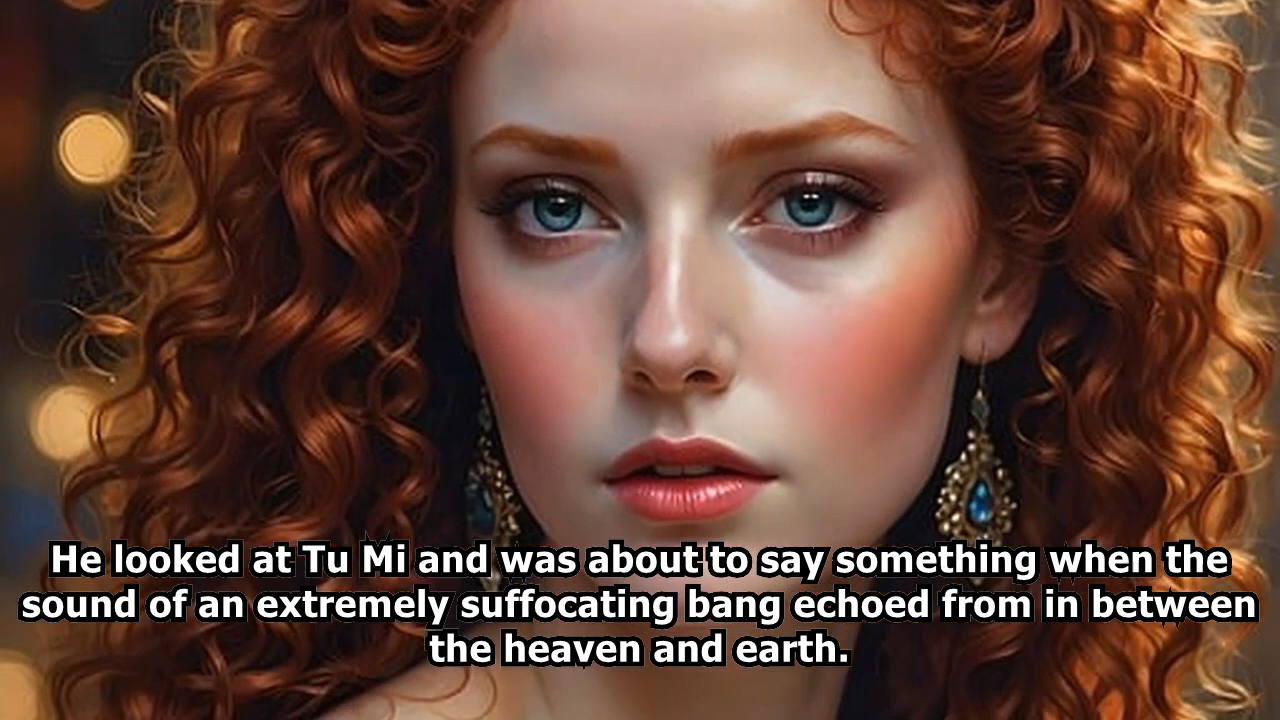 He looked at Tu Mi and was about to say something when the
sound of an extremely suffocating bang echoed from in between
the heaven and earth.